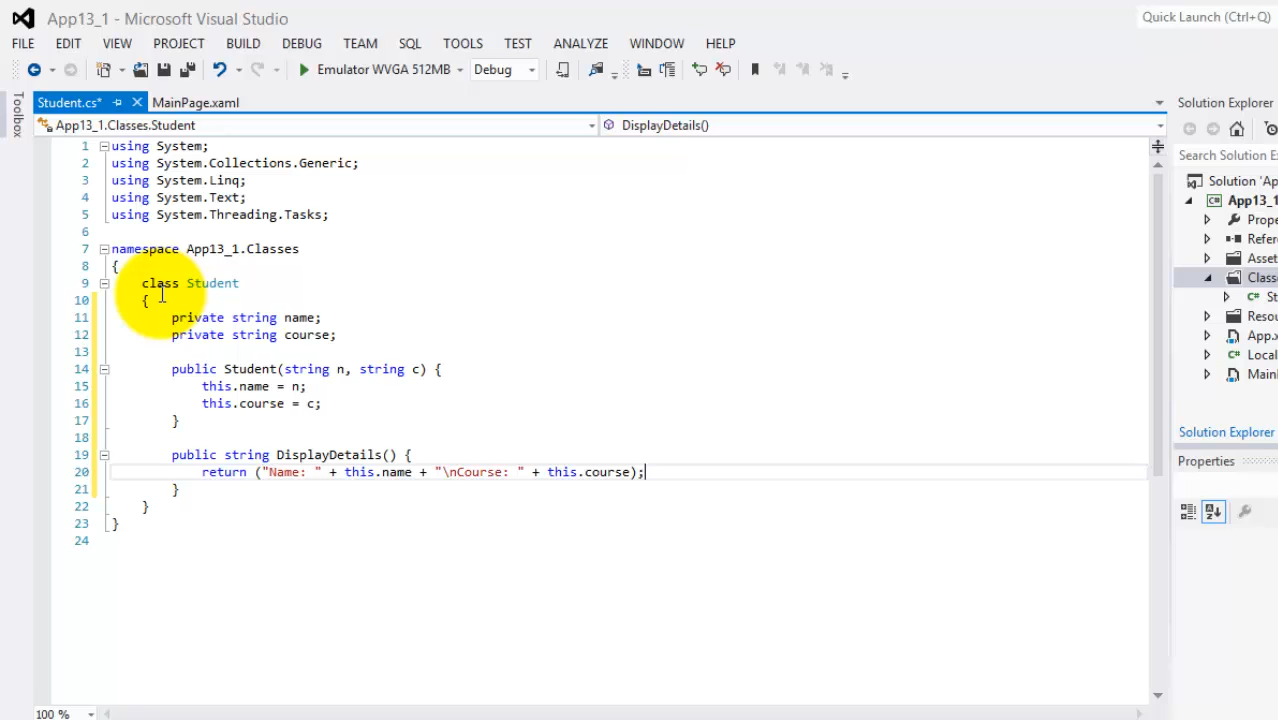 App13_1 - Microsoft Visual Studio
Quick Launch (Ctrl+Q)
FILE EDIT VIEW PROJECT BUILD DEBUG TEAM SQL TOOLS TEST ANALYZE WINDOW HELP
Emulator WVGA 512MB Debug
Toolbox
Student.cs* MainPage.xaml
App13_1.Classes.Student DisplayDetails()
1 using System;
2 using System.Collections.Generic;
3 using System.Linq;
4 using System.Text;
5 using System.Threading.Tasks;
6
7 namespace App13_1.Classes
8 {
9 class Student
10 {
11 private string name;
12 private string course;
13
14 public Student(string n, string c) {
15 this.name = n;
16 this.course = c;
17 }
18
19 public string DisplayDetails() {
20 return ("Name: " + this.name + "\nCourse: " + this.course);
21 }
22 }
23 }
24
100 %
Solution Explorer
Search Solution E
Solution 'Ap
App13_1
Prope
Refere
Asset
Classe
St
Resou
App.x
Local
MainP
Solution Explorer
Properties